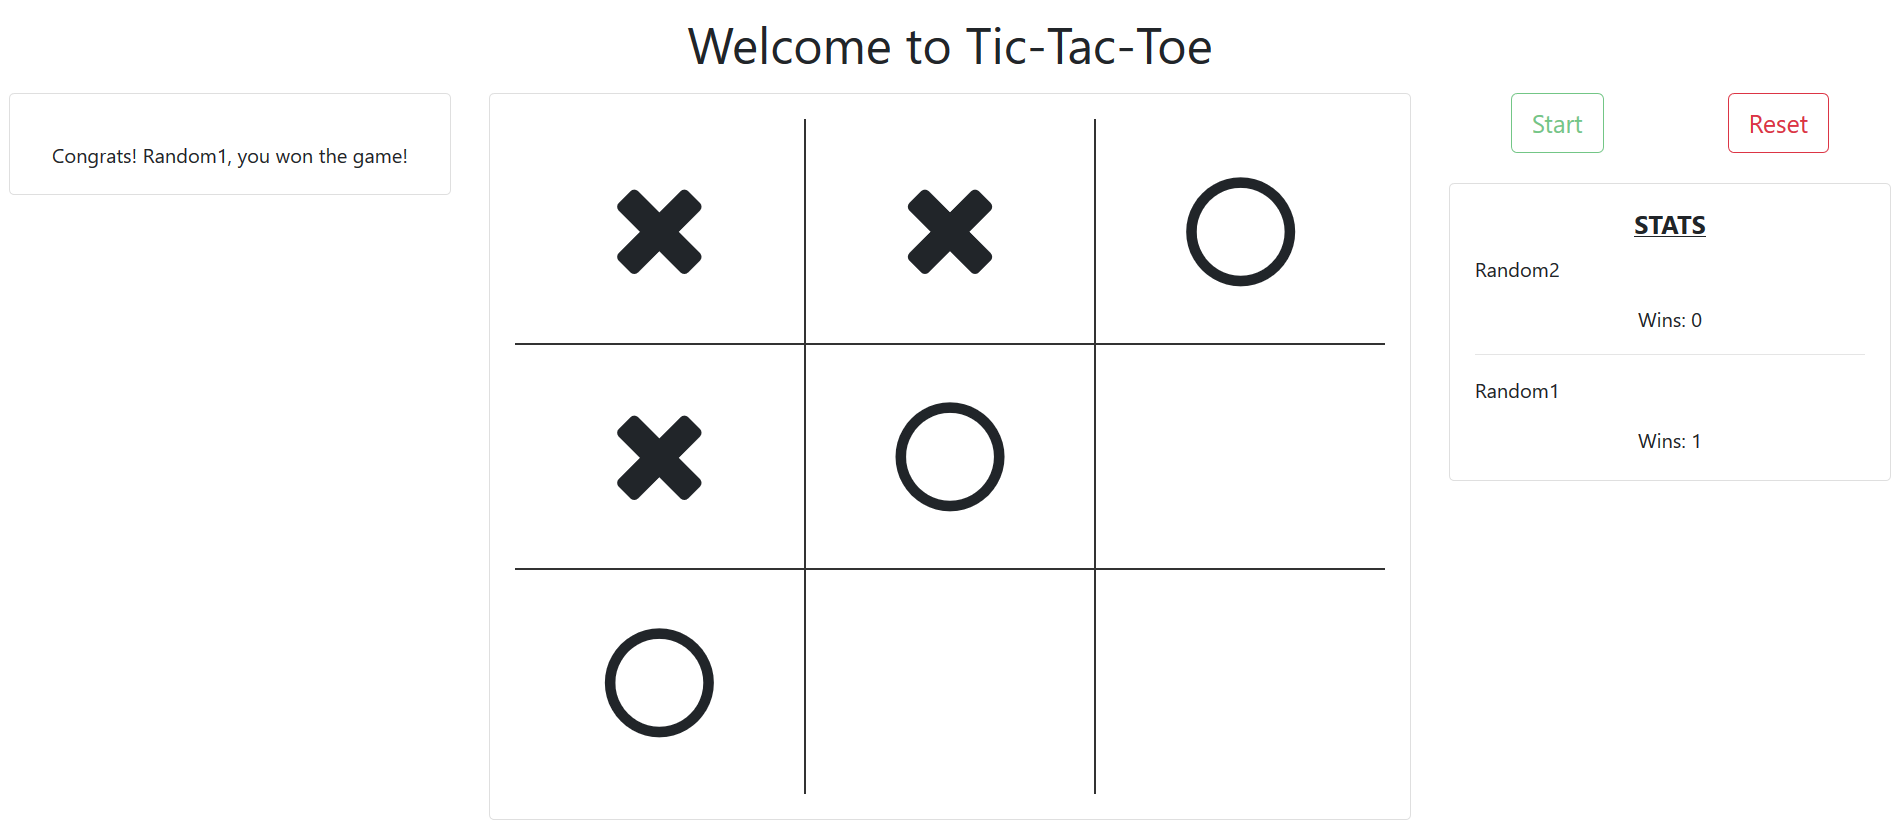 Welcome to Tic-Tac-Toe
Congrats! Random1, you won the game!
Start
Reset
STATS
Random2
Wins: 0
Random1
Wins: 1